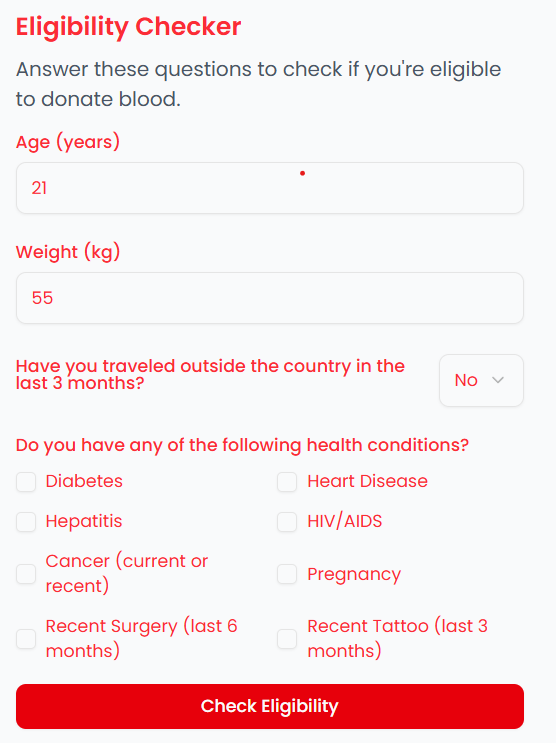 Eligibility Checker
Answer these questions to check if you're eligible
to donate blood.
Age (years)
21
Weight (kg)
55
Have you traveled outside the country in the
last 3 months?
No
Do you have any of the following health conditions?
Diabetes
Heart Disease
Hepatitis
HIV/AIDS
Cancer (current or
recent)
Pregnancy
Recent Surgery (last 6
months)
Recent Tattoo (last 3
months)
Check Eligibility